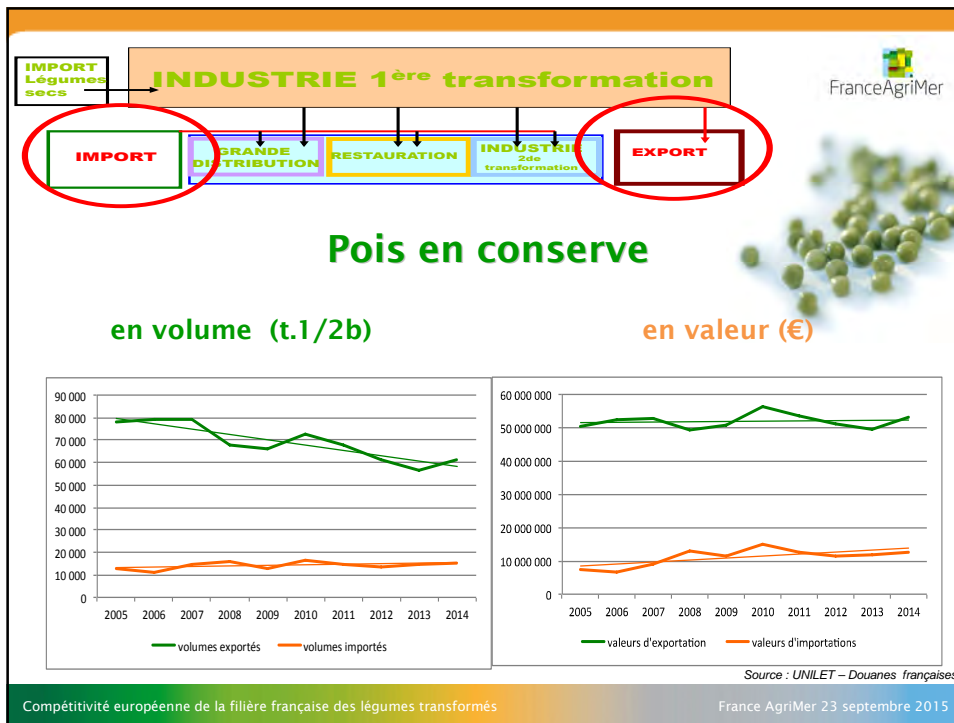 IMPORT
Légumes
secs
INDUSTRIE 1ère transformation
FranceAgriMer
IMPORT
GRANDE
DISTRIBUTION
RESTAURATION
INDUSTRIE
2de
transformation
EXPORT
Pois en conserve
en volume (t.1/2b)
en valeur (€)
90 000
80 000
70 000
60 000
50 000
40 000
30 000
20 000
10 000
0
2005 2006 2007 2008 2009 2010 2011 2012 2013 2014
volumes exportés volumes importés
60 000 000
50 000 000
40 000 000
30 000 000
20 000 000
10 000 000
0
2005 2006 2007 2008 2009 2010 2011 2012 2013 2014
valeurs d'exportation valeurs d'importations
Source : UNILET – Douanes françaises
Compétitivité européenne de la filière française des légumes transformés France AgriMer 23 septembre 2015